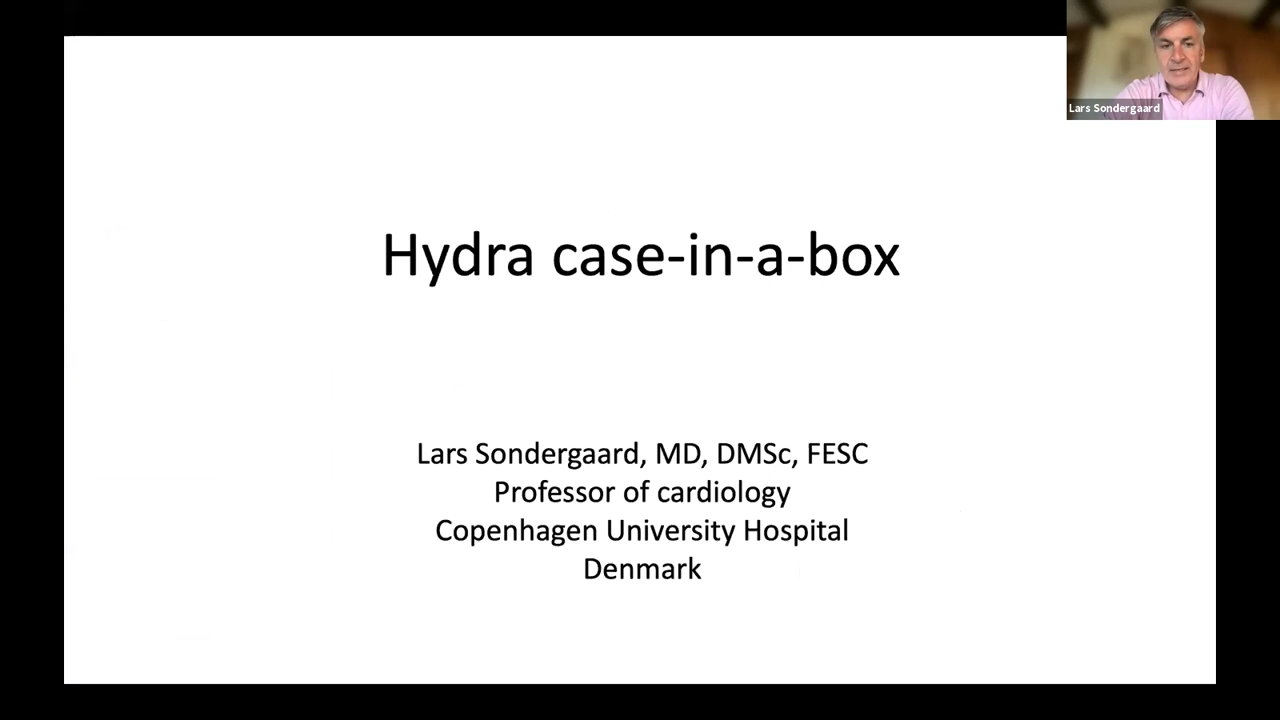 Lars Sondergaard
Hydra case-in-a-box
Lars Sondergaard, MD, DMSc, FESC
Professor of cardiology
Copenhagen University Hospital
Denmark